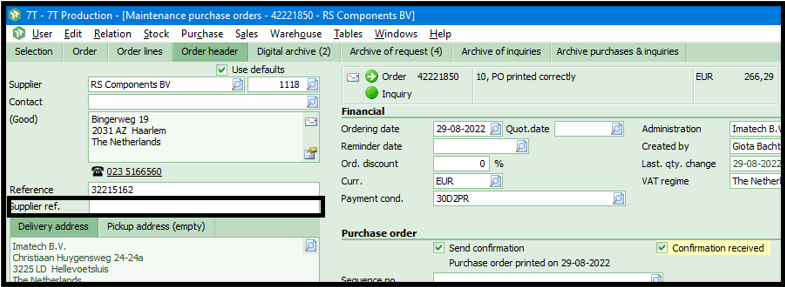 7T - 7T Production - [Maintenance purchase orders - 42221850 - RS Components BV]
User Edit Relation Stock Purchase Sales Warehouse Tables Windows Help
Selection Order Order lines Order header Digital archive (2) Archive of request (4) Archive of inquiries Archive purchases & inquiries
Use defaults
Supplier RS Components BV 1118
Contact
(Good) Bingerweg 19
2031 AZ Haarlem
The Netherlands
023 5166560
Reference 32215162
Supplier ref.
Delivery address Pickup address (empty)
Imatech B.V.
Christiaan Huygensweg 24-24a
3225 LD Hellevoetsluis
The Netherlands
Order 42221850 10, PO printed correctly EUR 266,29
Inquiry
Financial
Ordering date 29-08-2022 Quot.date Administration Imatech B.V.
Reminder date Created by Giota Bacht
Ord. discount 0 % Last. qty. change 29-08-2022
Curr. EUR VAT regime The Netherl
Payment cond. 30D2PR
Purchase order
Send confirmation Confirmation received
Purchase order printed on 29-08-2022
Sequence no.